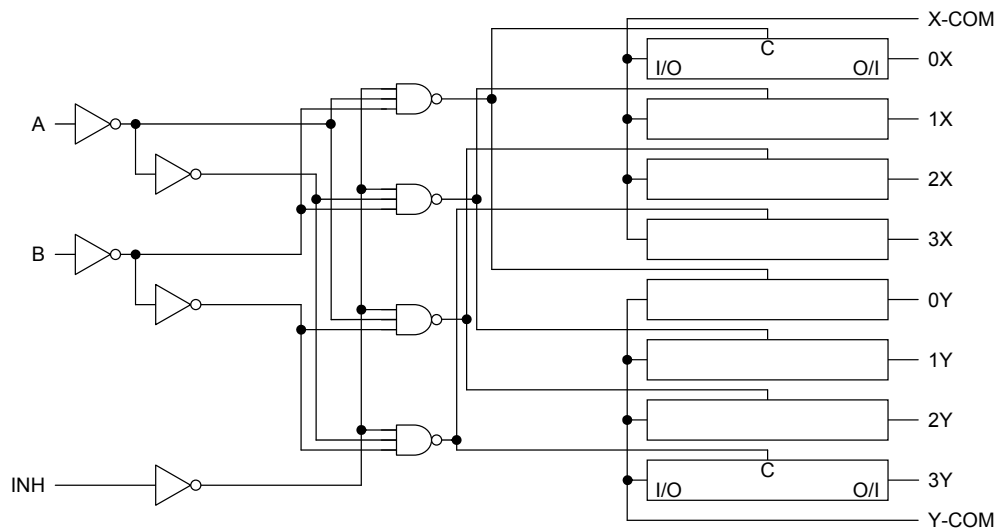 X-COM
C
I/O
O/I
0X
1X
A
2X
3X
B
0Y
1Y
2Y
C
INH
I/O
O/I
3Y
Y-COM